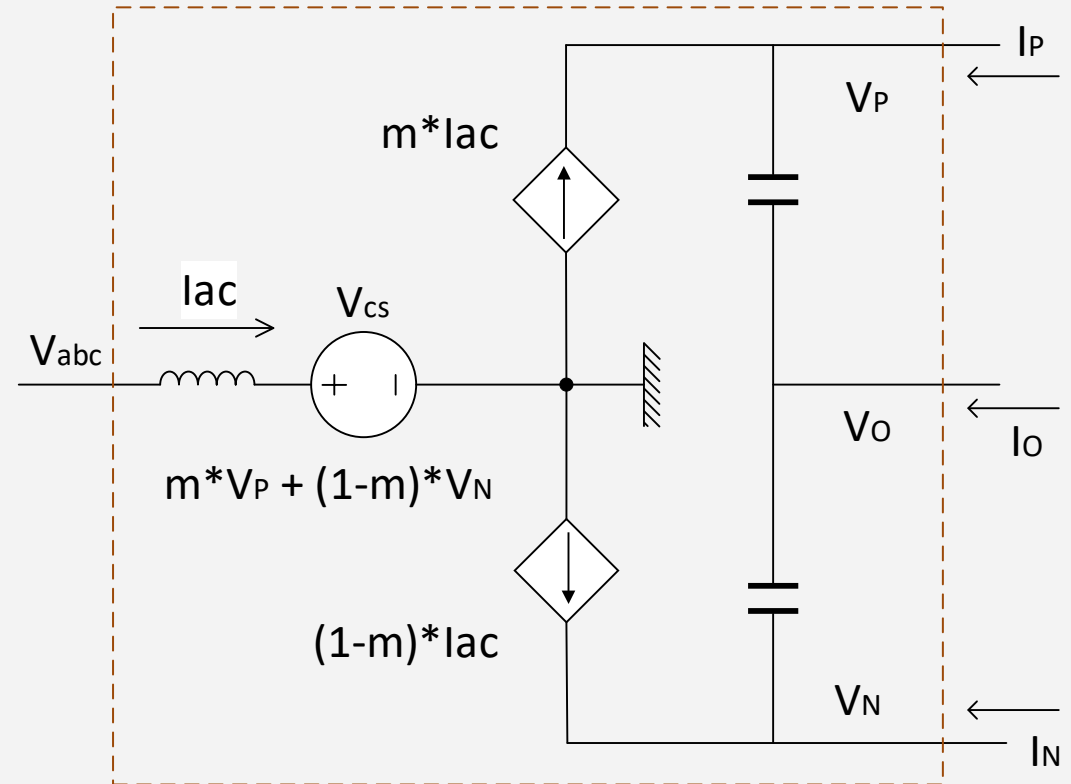 IP
VP
m*Iac
Iac
Vcs
Vabc
+ -
VO
IO
m*VP + (1-m)*VN
(1-m)*Iac
VN
IN